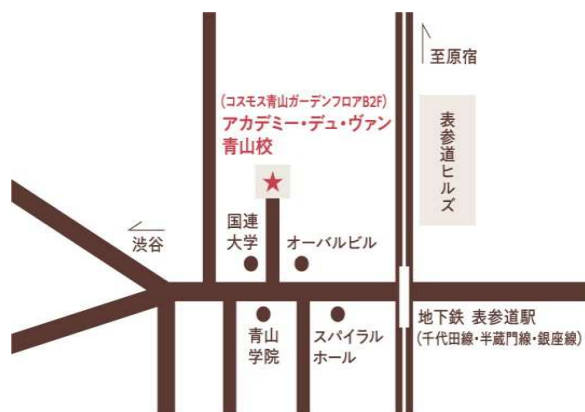 至原宿
(コスモス青山ガーデンフロアB2F)
アカデミー・デュ・ヴァン
青山校
表参道ヒルズ
渋谷
国連
大学
オーバルビル
青山
学院
スパイラル
ホール
地下鉄 表参道駅
(千代田線・半蔵門線・銀座線)